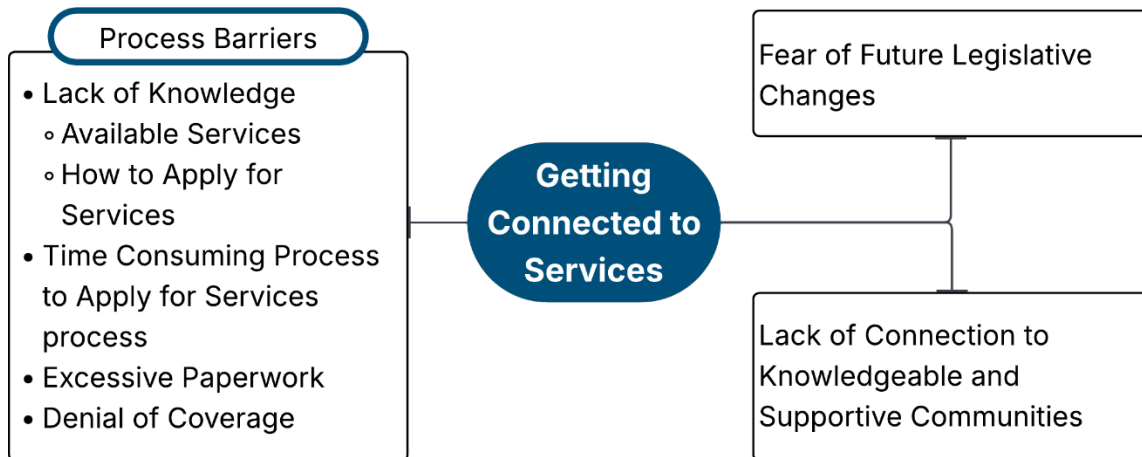 Process Barriers
• Lack of Knowledge
∘ Available Services
∘ How to Apply for
Services
• Time Consuming Process
to Apply for Services
process
• Excessive Paperwork
• Denial of Coverage
Getting
Connected to
Services
Fear of Future Legislative
Changes
Lack of Connection to
Knowledgeable and
Supportive Communities